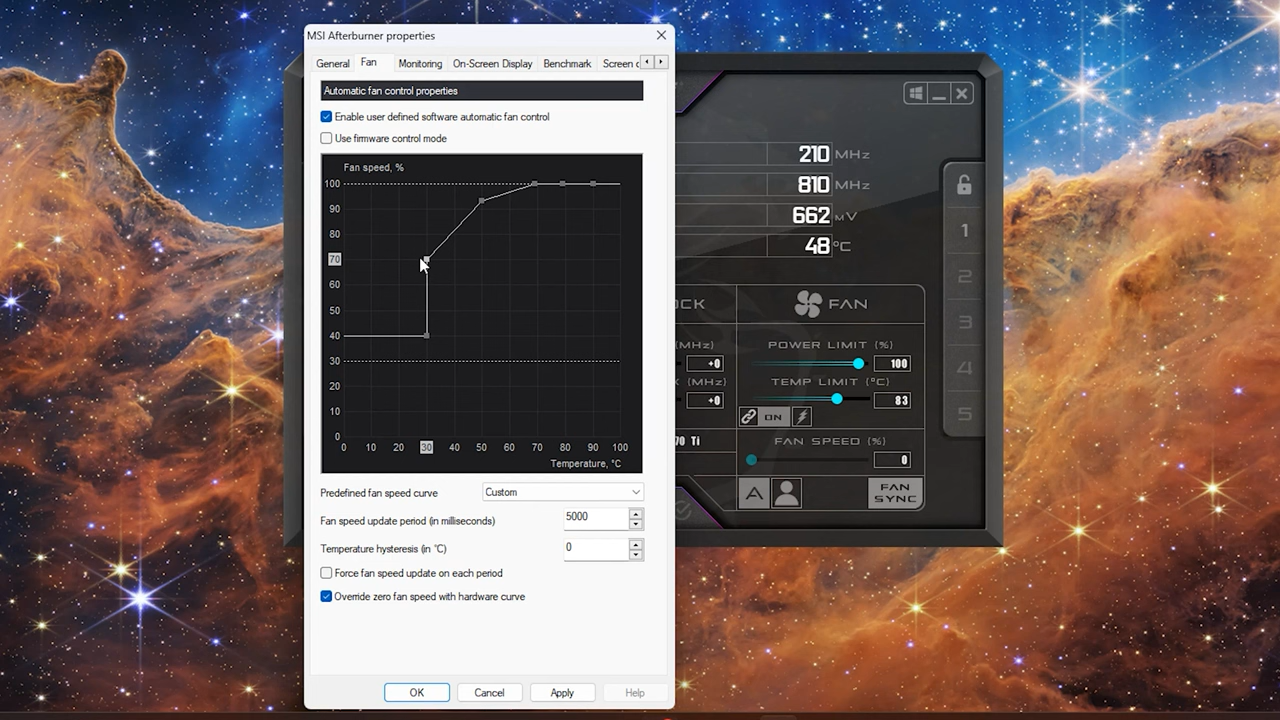 MSI Afterburner properties
General Fan Monitoring On-Screen Display Benchmark Screen c
Automatic fan control properties
Enable user defined software automatic fan control
Use firmware control mode
Fan speed, %
100
90
80
70
60
50
40
30
20
10
0
0 10 20 30 40 50 60 70 80 90 100
Temperature, °C
Predefined fan speed curve Custom
Fan speed update period (in milliseconds) 5000
Temperature hysteresis (in °C) 0
Force fan speed update on each period
Override zero fan speed with hardware curve
OK Cancel Apply Help
210 MHz
810 MHz
662 mV
48 °C
OCK FAN
(MHz) +0
K (MHz) +0
70 Ti
POWER LIMIT (%)
100
TEMP LIMIT (°C)
83
ON
FAN SPEED (%)
0
A
FAN
SYNC
1
2
3
4
5